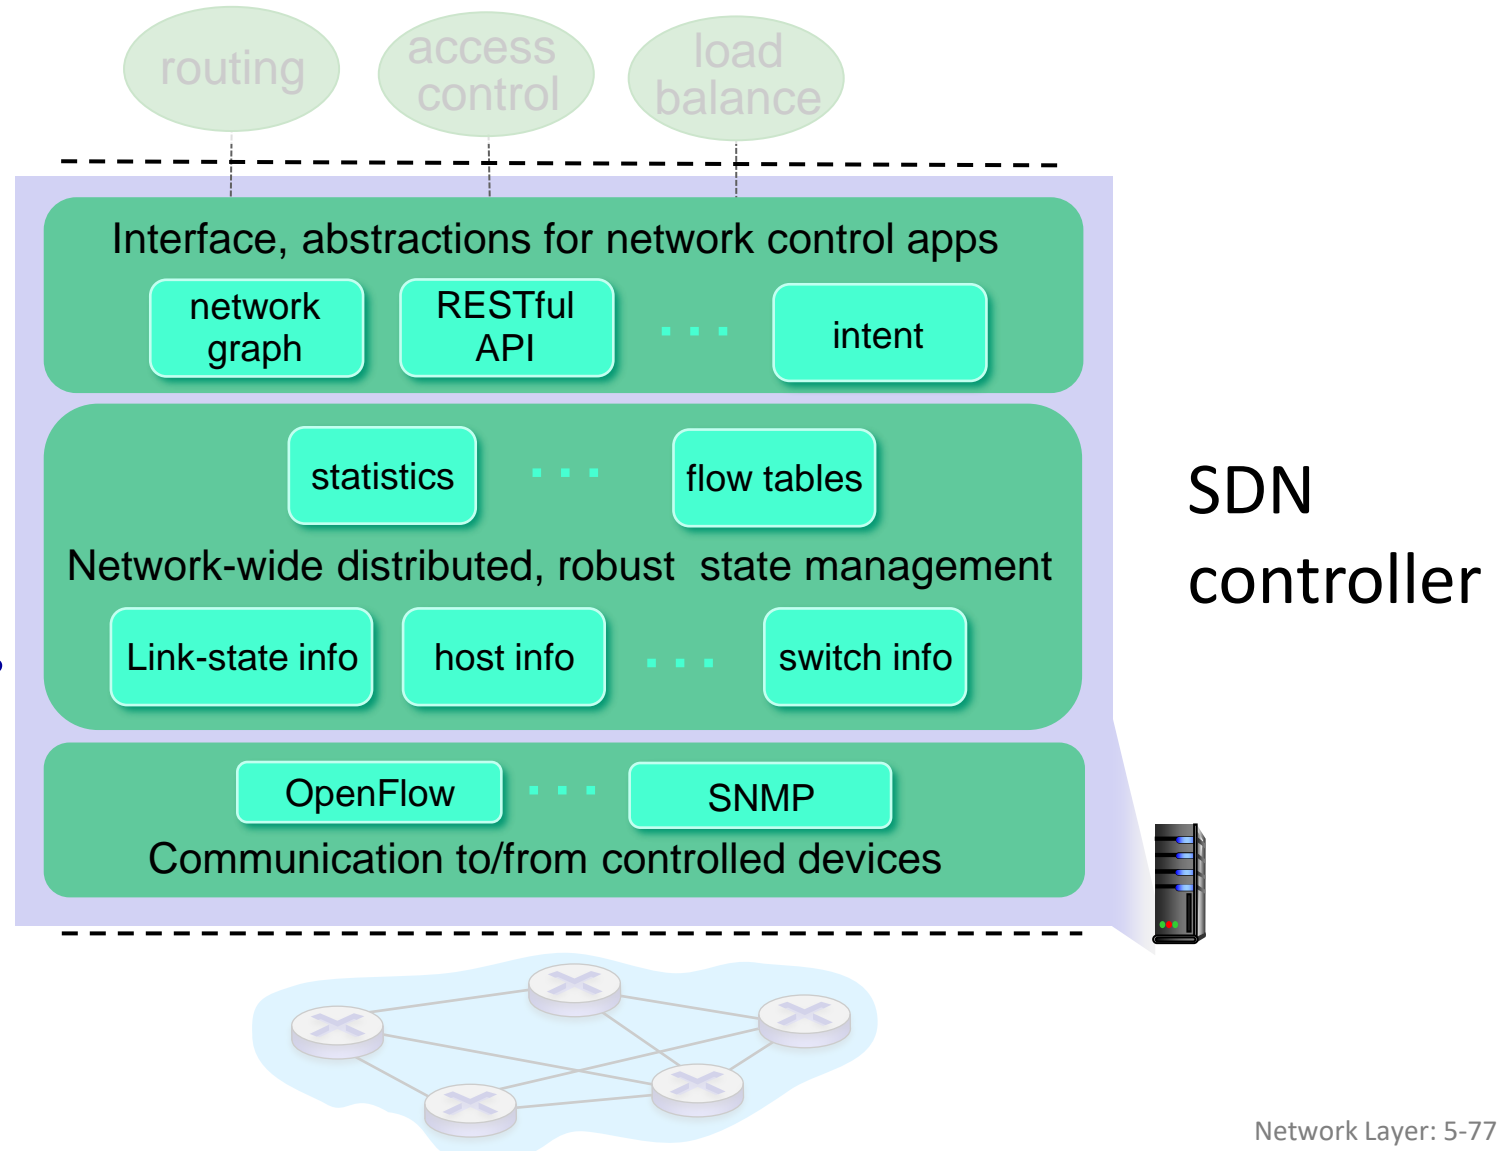 routing
access
control
load
balance
Interface, abstractions for network control apps
network
graph
RESTful
API
. . .
intent
statistics
. . .
flow tables
Network-wide distributed, robust  state management
Link-state info
host info
. . .
switch info
OpenFlow
. . .
SNMP
Communication to/from controlled devices
SDN
controller
Network Layer: 5-77